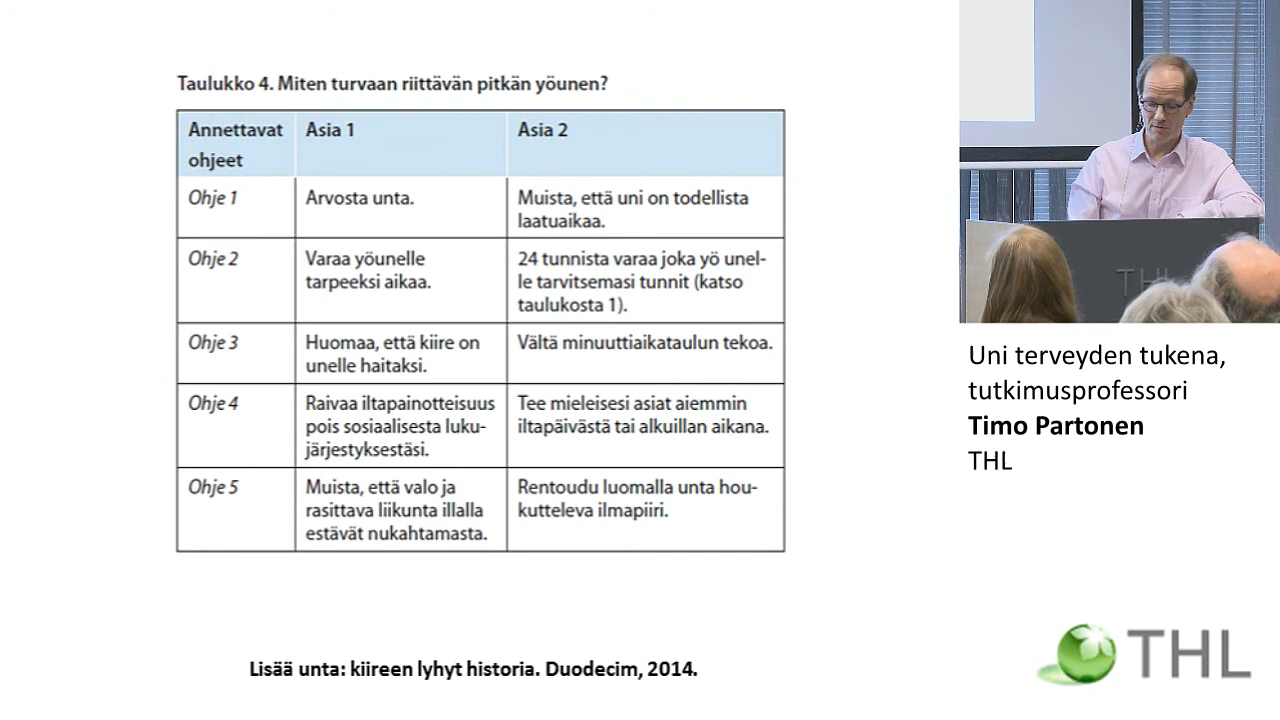 Taulukko 4. Miten turvaan riittävän pitkän yöunen?
Annettavat ohjeet
Asia 1
Asia 2
Ohje 1
Arvosta unta.
Muista, että uni on todellista
laatuaikaa.
Ohje 2
Varaa yöunelle
tarpeeksi aikaa.
24 tunnista varaa joka yö unel-
le tarvitsemasi tunnit (katso
taulukosta 1).
Ohje 3
Huomaa, että kiire on
unelle haitaksi.
Vältä minuuttiaikataulun tekoa.
Ohje 4
Raivaa iltapainotteisuus
pois sosiaalisesta luku-
järjestyksestäsi.
Tee mieleisesi asiat aiemmin
iltapäivästä tai alkuillan aikana.
Ohje 5
Muista, että valo ja
rasittava liikunta illalla
estävät nukahtamasta.
Rentoudu luomalla unta hou-
kutteleva ilmapiiri.
Lisää unta: kiireen lyhyt historia. Duodecim, 2014.
THL
Uni terveyden tukena,
tutkimusprofessori
Timo Partonen
THL
THL